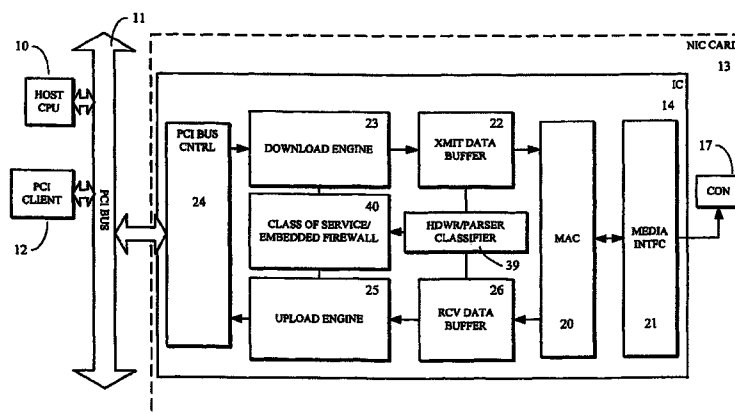 10
11
NIC CARD
13
HOST
CPU
IC
14
PCI BUS
CNTRL
24
23
DOWNLOAD ENGINE
22
XMIT DATA
BUFFER
17
CON
PCI
CLIENT
12
PCI BUS
40
CLASS OF SERVICE/
EMBEDDED FIREWALL
HDWR/PARSER
CLASSIFIER
39
MAC
20
MEDIA
INTFC
21
25
UPLOAD ENGINE
26
RCV DATA
BUFFER